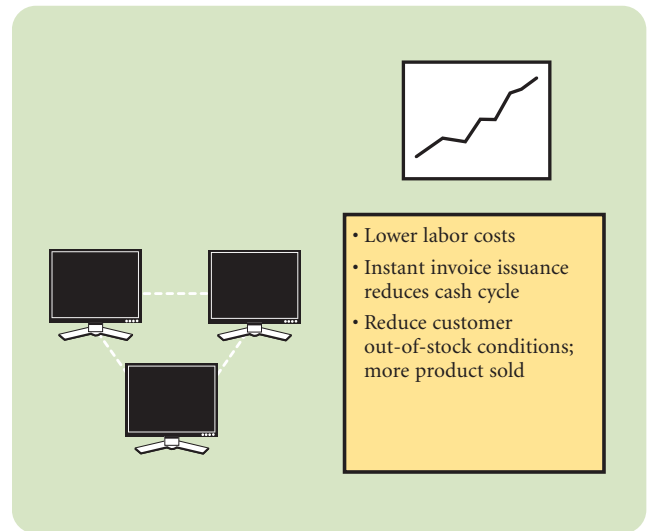 • Lower labor costs
• Instant invoice issuance
reduces cash cycle
• Reduce customer
out-of-stock conditions;
more product sold